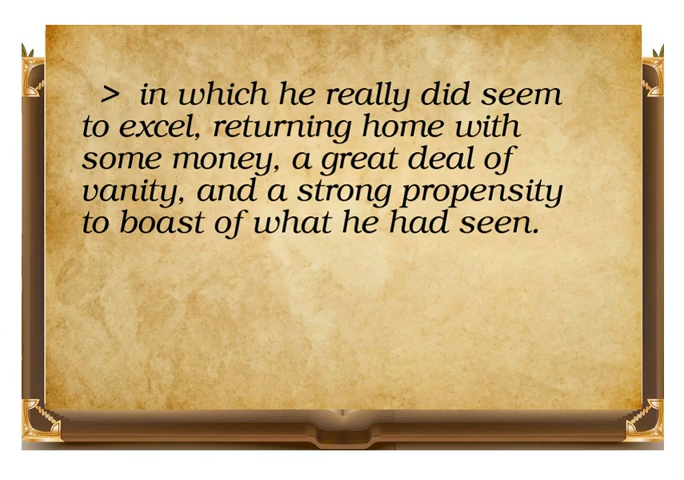 > in which he really did seem
to excel, returning home with
some money, a great deal of
vanity, and a strong propensity
to boast of what he had seen.